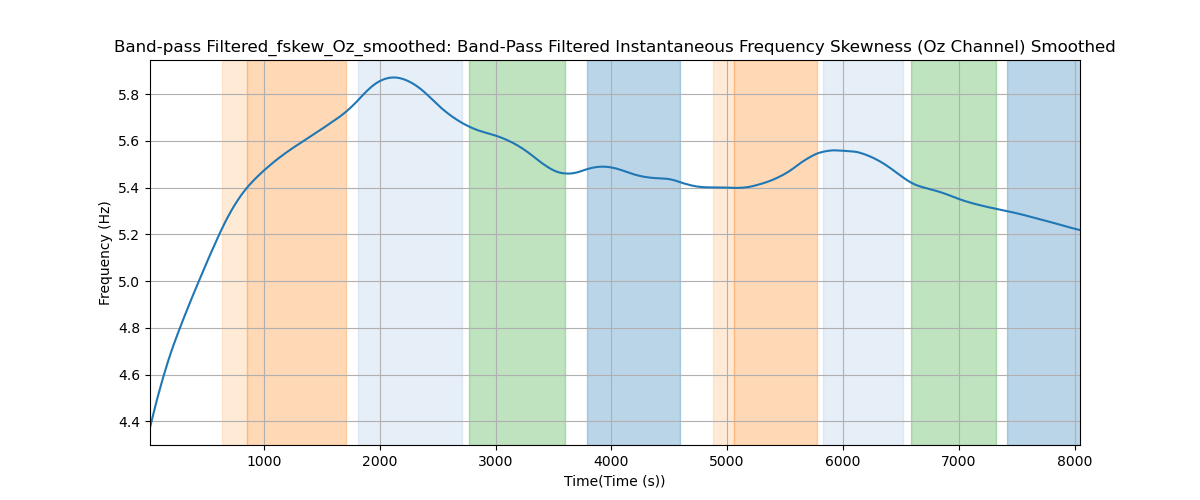 Band-pass Filtered_fskew_Oz_smoothed: Band-Pass Filtered Instantaneous Frequency Skewness (Oz Channel) Smoothed
5.8
5.6
5.4
5.2
5.0
4.8
4.6
4.4
Frequency (Hz)
1000 2000 3000 4000 5000 6000 7000 8000
Time(Time (s))